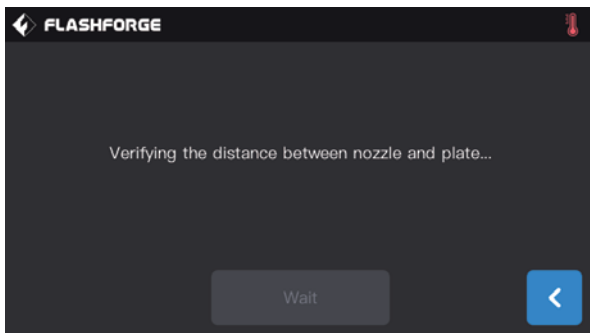 FLASHFORGE
Verifying the distance between nozzle and plate...
Wait